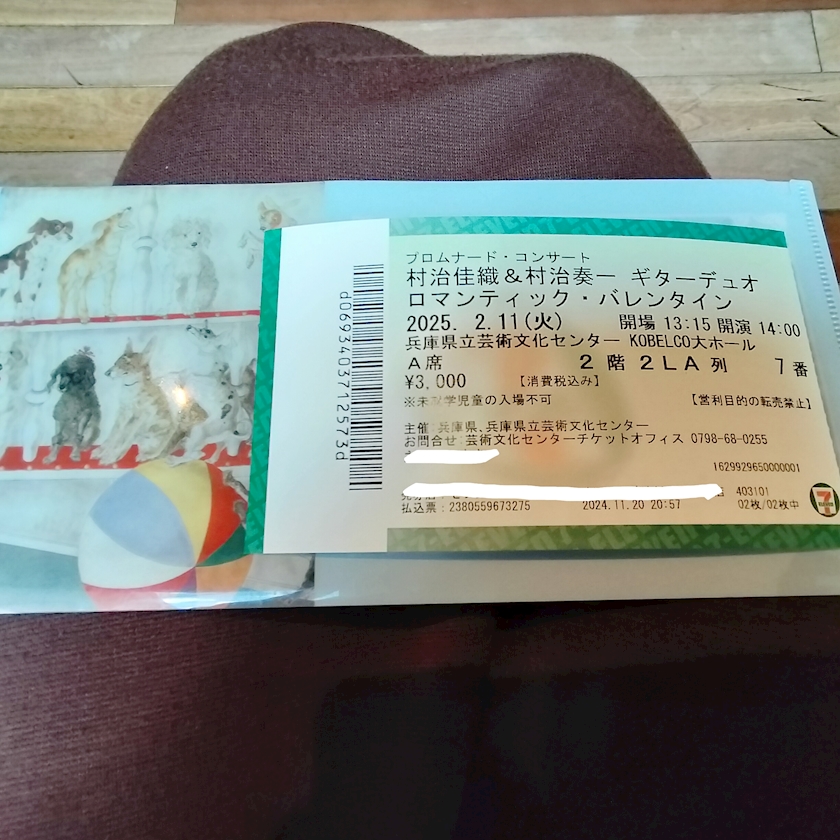 プロムナード・コンサート
村治佳織&村治奏一 ギターデュオ
ロマンティック・バレンタイン
2025. 2.11(火) 開場 13:15 開演 14:00
兵庫県立芸術文化センター KOBELCO大ホール
A席 2 階 2LA 列 7番
¥3,000 【消費税込み】
※未就学児童の入場不可 【営利目的の転売禁止】
主催:兵庫県、兵庫県立芸術文化センター
お問合せ:芸術文化センターチケットオフィス 0798-68-0255
1629929650000001
403101
払込票:2380559673275 2024.11.20 20:57 02枚/02枚中
d069340371 2573d